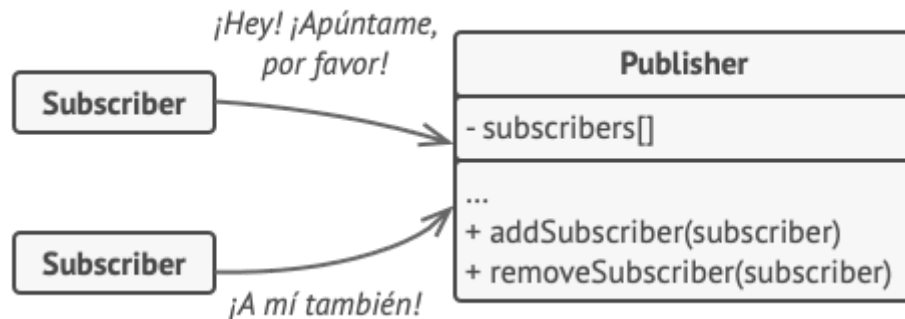 ¡Hey! ¡Apúntame,
por favor!
Subscriber
Publisher
- subscribers[]
...
+ addSubscriber(subscriber)
+ removeSubscriber(subscriber)
Subscriber
¡A mí también!